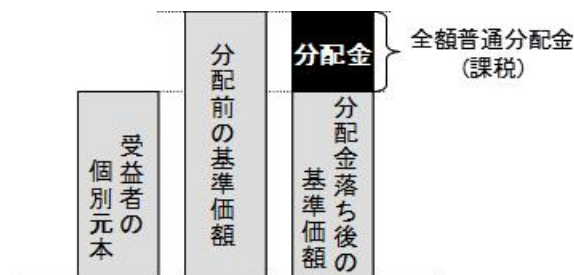 受益者の
個別元本
分配前の基準価額
分配金
分配金落ち後の
基準価額
全額普通分配金
(課税)